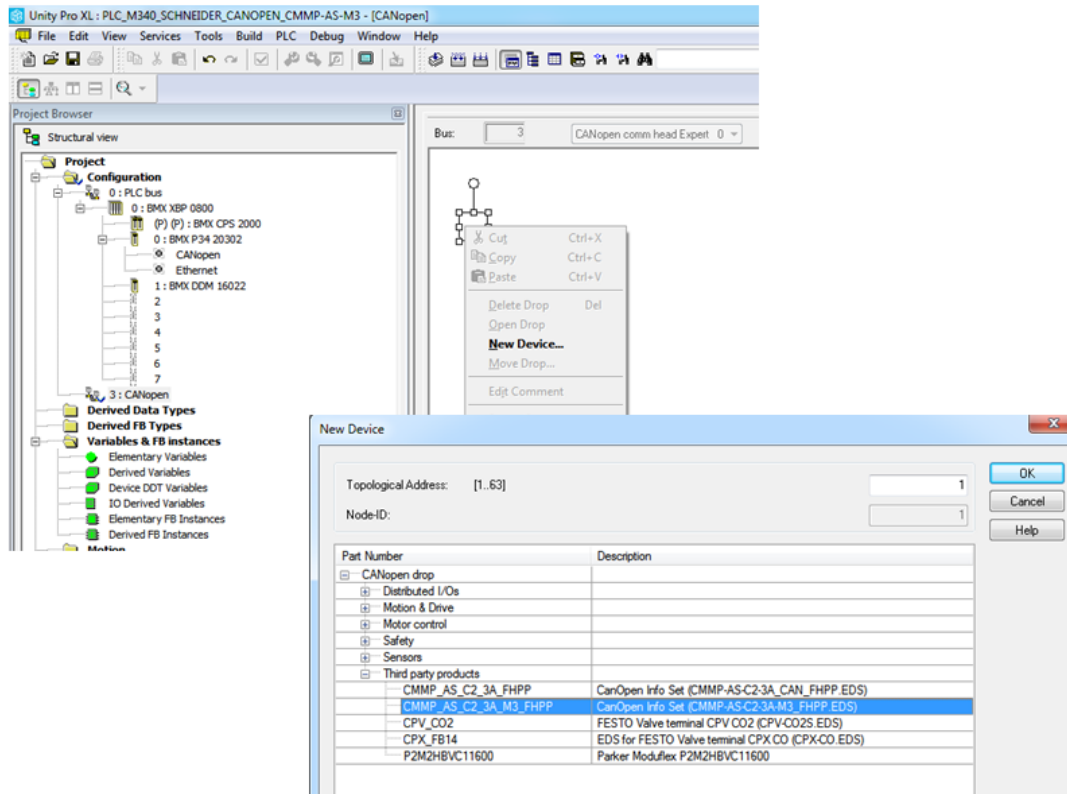 Unity Pro XL : PLC_M340_SCHNEIDER_CANOPEN_CMMP-AS-M3 - [CANopen]
File Edit View Services Tools Build PLC Debug Window Help
Project Browser
Structural view
Bus: 3 CANopen comm head Expert 0
Project
Configuration
0 : PLC bus
0 : BMX XBP 0800
(P) (P) : BMX CPS 2000
0 : BMX P34 20302
CANopen
Ethernet
1 : BMX DDM 16022
2
3
4
5
6
7
3 : CANopen
Derived Data Types
Derived FB Types
Variables & FB instances
Elementary Variables
Derived Variables
Device DDT Variables
IO Derived Variables
Elementary FB Instances
Derived FB Instances
Motion
Cut Ctrl+X
Copy Ctrl+C
Paste Ctrl+V
Delete Drop Del
Open Drop
New Device...
Move Drop...
Edit Comment
New Device
Topological Address: [1..63] 1
Node-ID: 1
OK
Cancel
Help
Part Number Description
CANopen drop
Distributed I/Os
Motion & Drive
Motor control
Safety
Sensors
Third party products
CMMP_AS_C2_3A_FHPP CanOpen Info Set (CMMP-AS-C2-3A_CAN_FHPP.EDS)
CMMP_AS_C2_3A_M3_FHPP CanOpen Info Set (CMMP-AS-C2-3A-M3_FHPP.EDS)
CPV_CO2 FESTO Valve terminal CPV CO2 (CPV-CO2S.EDS)
CPX_FB14 EDS for FESTO Valve terminal CPX CO (CPX-CO.EDS)
P2M2HBVC11600 Parker Moduflex P2M2HBVC11600